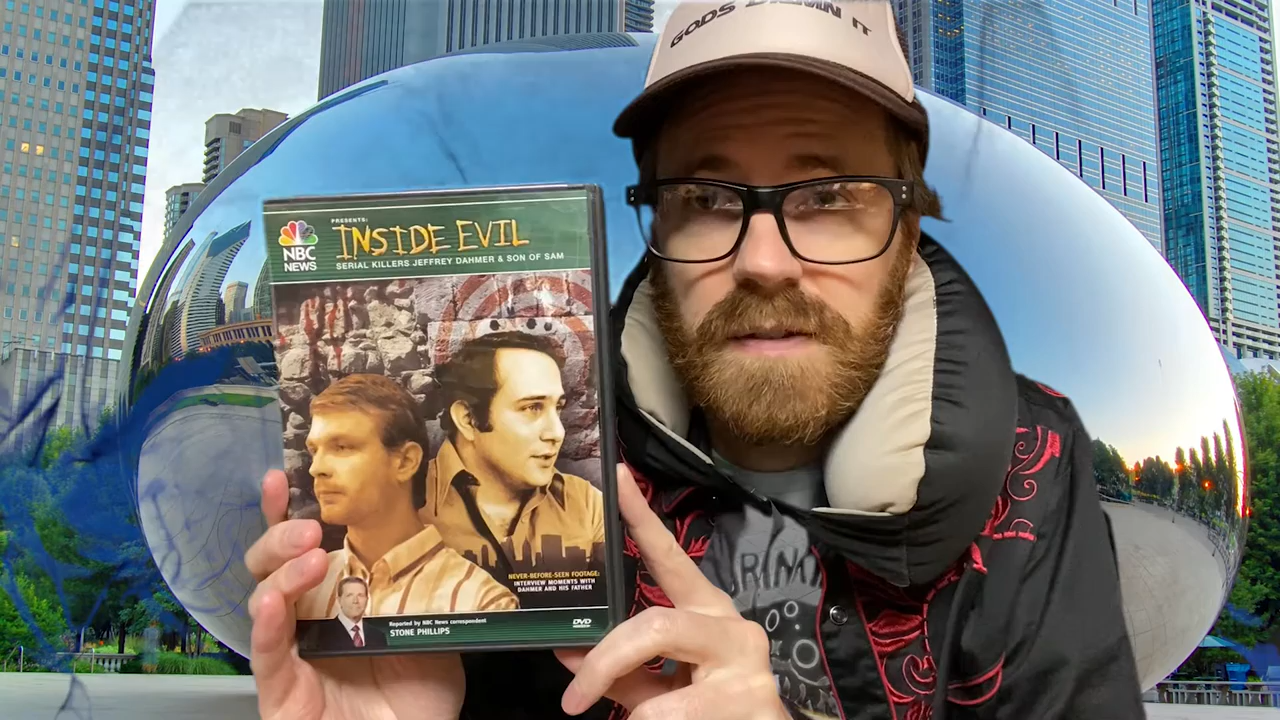 GODS DAMN IT
NBC
NEWS
PRESENTS:
INSIDE EVIL
SERIAL KILLERS JEFFREY DAHMER & SON OF SAM
NEVER-BEFORE-SEEN FOOTAGE:
INTERVIEW MOMENTS WITH
DAHMER AND HIS FATHER
Reported by NBC News correspondent
STONE PHILLIPS
DVD